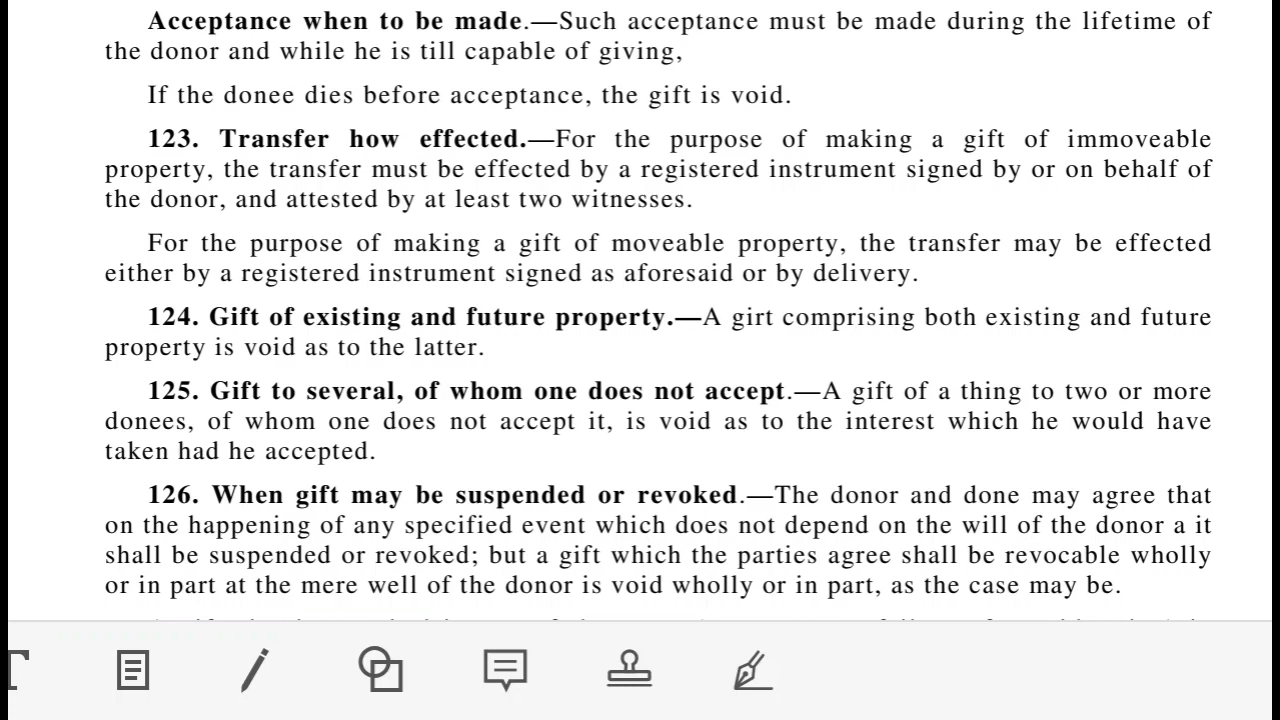 Acceptance when to be made.—Such acceptance must be made during the lifetime of
the donor and while he is till capable of giving,
If the donee dies before acceptance, the gift is void.
123. Transfer how effected.—For the purpose of making a gift of immoveable
property, the transfer must be effected by a registered instrument signed by or on behalf of
the donor, and attested by at least two witnesses.
For the purpose of making a gift of moveable property, the transfer may be effected
either by a registered instrument signed as aforesaid or by delivery.
124. Gift of existing and future property.—A girt comprising both existing and future
property is void as to the latter.
125. Gift to several, of whom one does not accept.—A gift of a thing to two or more
donees, of whom one does not accept it, is void as to the interest which he would have
taken had he accepted.
126. When gift may be suspended or revoked.—The donor and done may agree that
on the happening of any specified event which does not depend on the will of the donor a it
shall be suspended or revoked; but a gift which the parties agree shall be revocable wholly
or in part at the mere well of the donor is void wholly or in part, as the case may be.